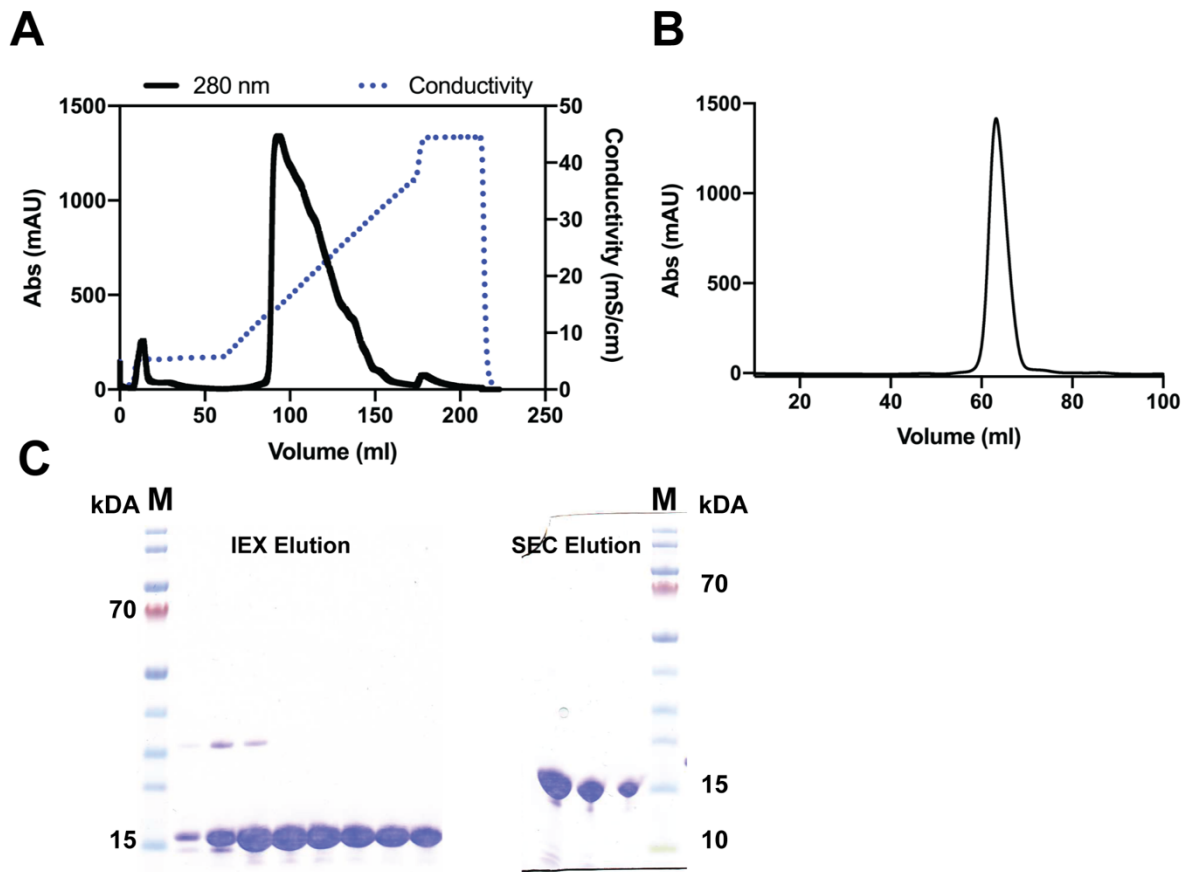 A
B
280 nm
Conductivity
1500
1000
500
0
50
40
30
20
10
0
0
50
100
150
200
250
Abs (mAU)
Conductivity (mS/cm)
Volume (ml)
1500
1000
500
0
20
40
60
80
100
Abs (mAU)
Volume (ml)
C
kDA M
M kDA
IEX Elution
SEC Elution
70
15
70
15
10